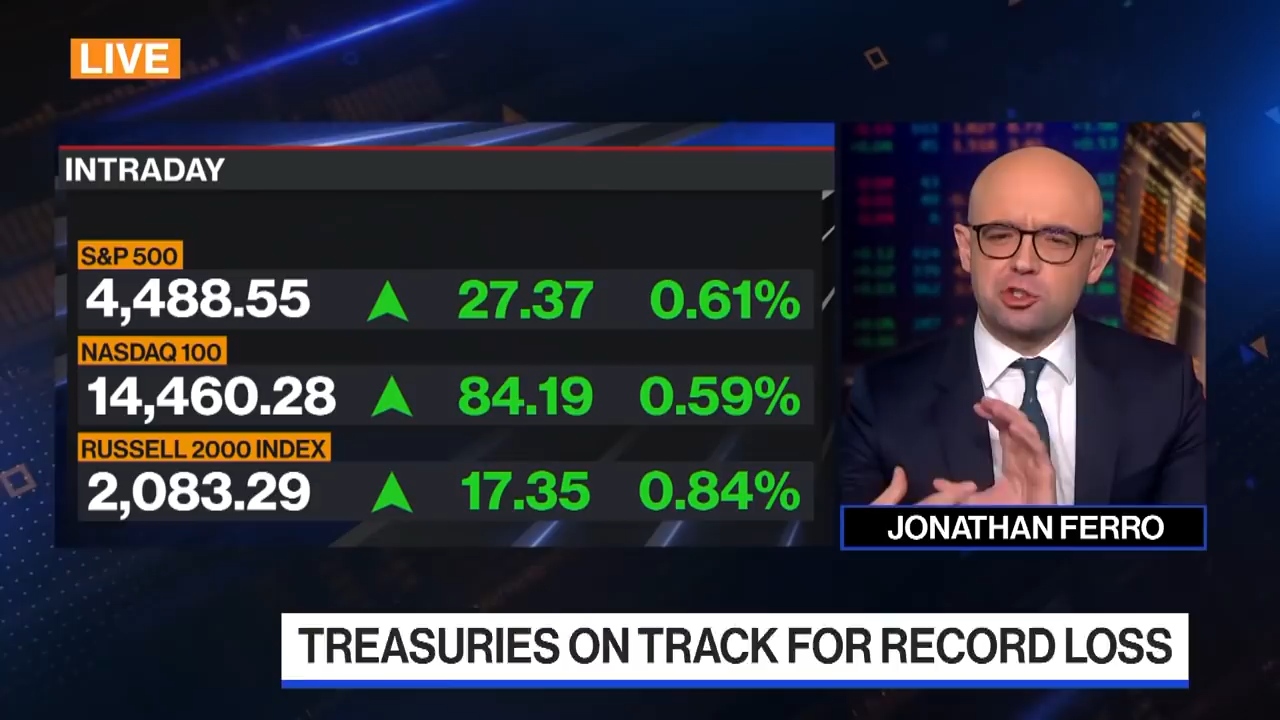 LIVE
INTRADAY
S&P 500
4,488.55 ▲ 27.37 0.61%
NASDAQ 100
14,460.28 ▲ 84.19 0.59%
RUSSELL 2000 INDEX
2,083.29 ▲ 17.35 0.84%
JONATHAN FERRO
TREASURIES ON TRACK FOR RECORD LOSS